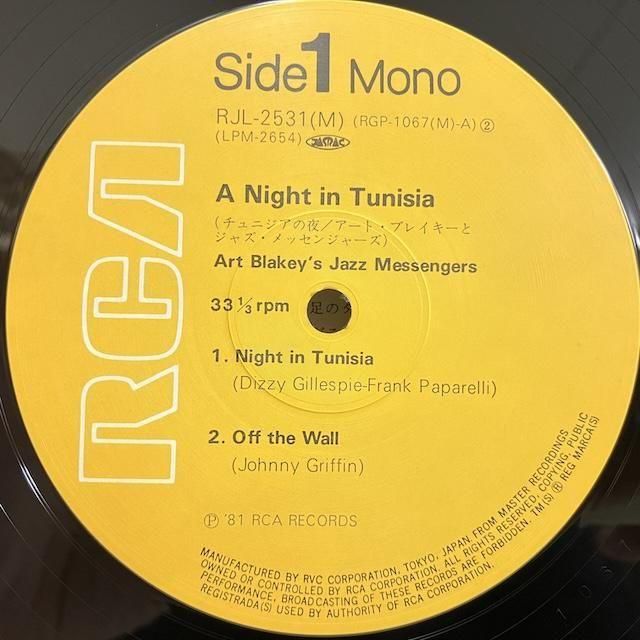 Side 1 Mono
RJL-2531(M) (RGP-1067(M)-A) ②
(LPM-2654) JASRAC
RCA
A Night in Tunisia
(チュニジアの夜/アート・ブレイキーと
ジャズ・メッセンジャーズ)
Art Blakey's Jazz Messengers
33 1/3 rpm
足の
1. Night in Tunisia
(Dizzy Gillespie-Frank Paparelli)
2. Off the Wall
(Johnny Griffin)
Ⓟ '81 RCA RECORDS
MANUFACTURED BY RVC CORPORATION, TOKYO, JAPAN FROM MASTER RECORDINGS
OWNED OR CONTROLLED BY RCA CORPORATION. ALL RIGHTS RESERVED. COPYING, PUBLIC
PERFORMANCE, BROADCASTING OF THESE RECORDS ARE FORBIDDEN. TM(S) ® REG MARCA(S)
REGISTRADA(S) USED BY AUTHORITY OF RCA CORPORATION.